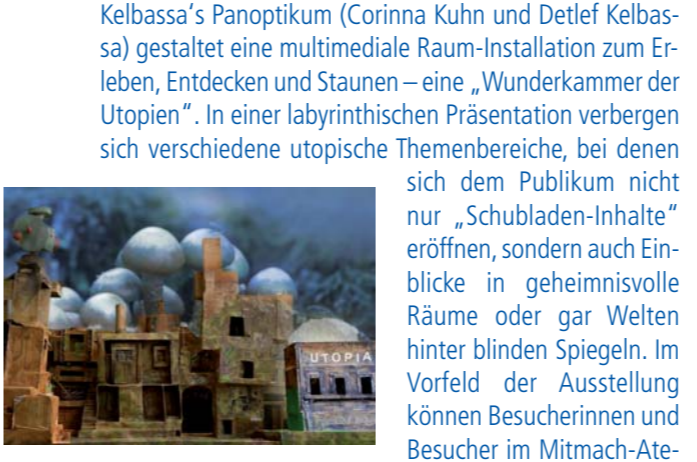 Kelbassa's Panoptikum (Corinna Kuhn und Detlef Kelbas-
sa) gestaltet eine multimediale Raum-Installation zum Er-
leben, Entdecken und Staunen – eine „Wunderkammer der
Utopien“. In einer labyrinthischen Präsentation verbergen
sich verschiedene utopische Themenbereiche, bei denen
sich dem Publikum nicht
nur „Schubladen-Inhalte“
eröffnen, sondern auch Ein-
blicke in geheimnisvolle
Räume oder gar Welten
hinter blinden Spiegeln. Im
Vorfeld der Ausstellung
können Besucherinnen und
Besucher im Mitmach-Ate-
UTOPIA